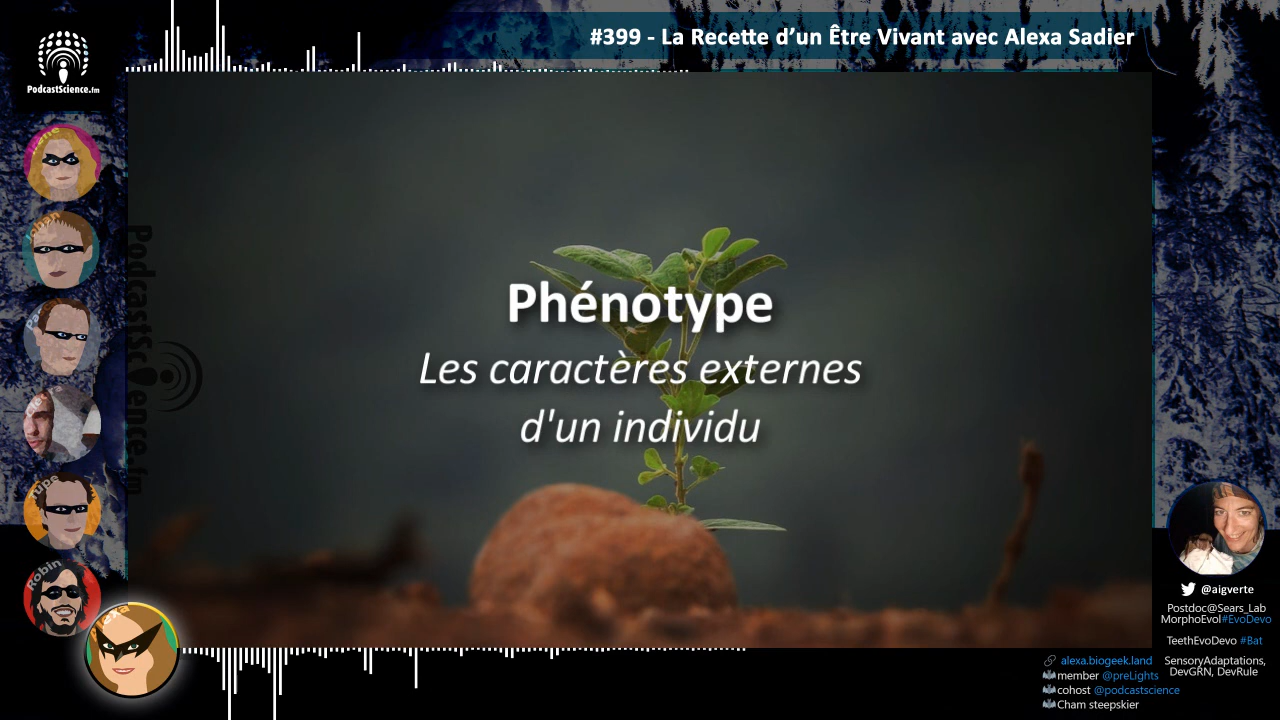 #399 - La Recette d’un Être Vivant avec Alexa Sadier
PodcastScience.fm
Phénotype
Les caractères externes
d'un individu
PodcastScience.fm
Robin
@aigverte
Postdoc@Sears_Lab
MorphoEvol#EvoDevo
TeethEvoDevo #Bat
SensoryAdaptations,
DevGRN, DevRule
alexa.biogeek.land
member @preLights
cohost @podcastscience
Cham steepskier